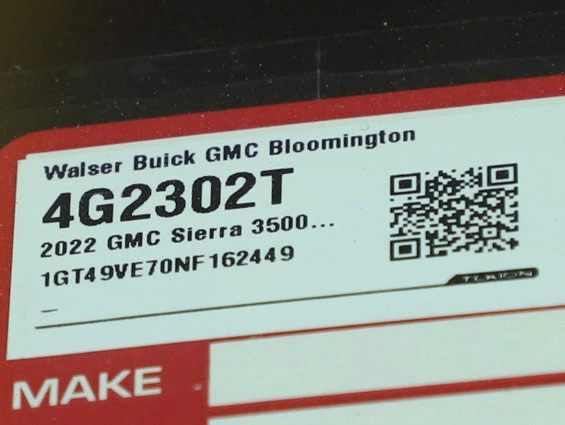 Walser Buick GMC Bloomington
4G2302T
2022 GMC Sierra 3500...
1GT49VE70NF162449
–
MAKE